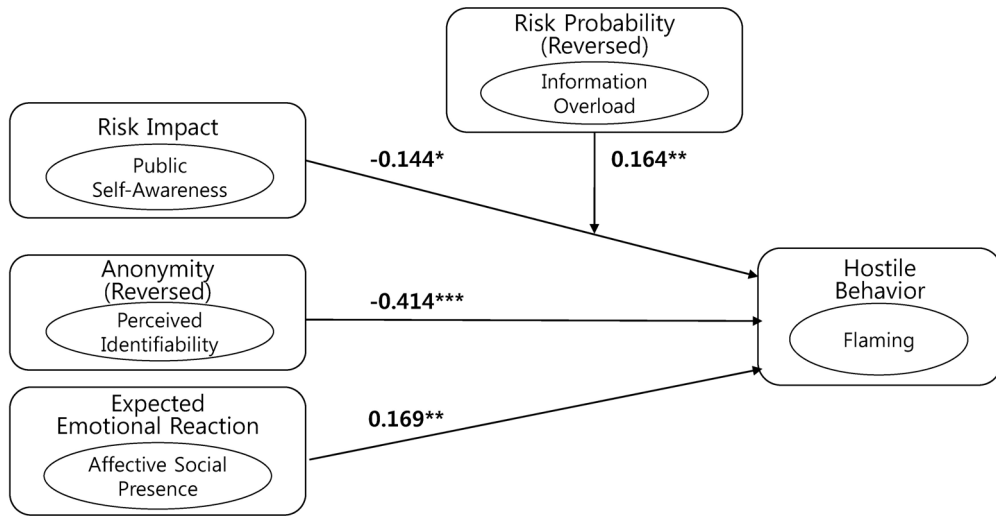 Risk Probability
(Reversed)
Information
Overload
Risk Impact
Public
Self-Awareness
-0.144*
0.164**
Anonymity
(Reversed)
Perceived
Identifiability
-0.414***
Hostile
Behavior
Flaming
Expected
Emotional Reaction
Affective Social
Presence
0.169**